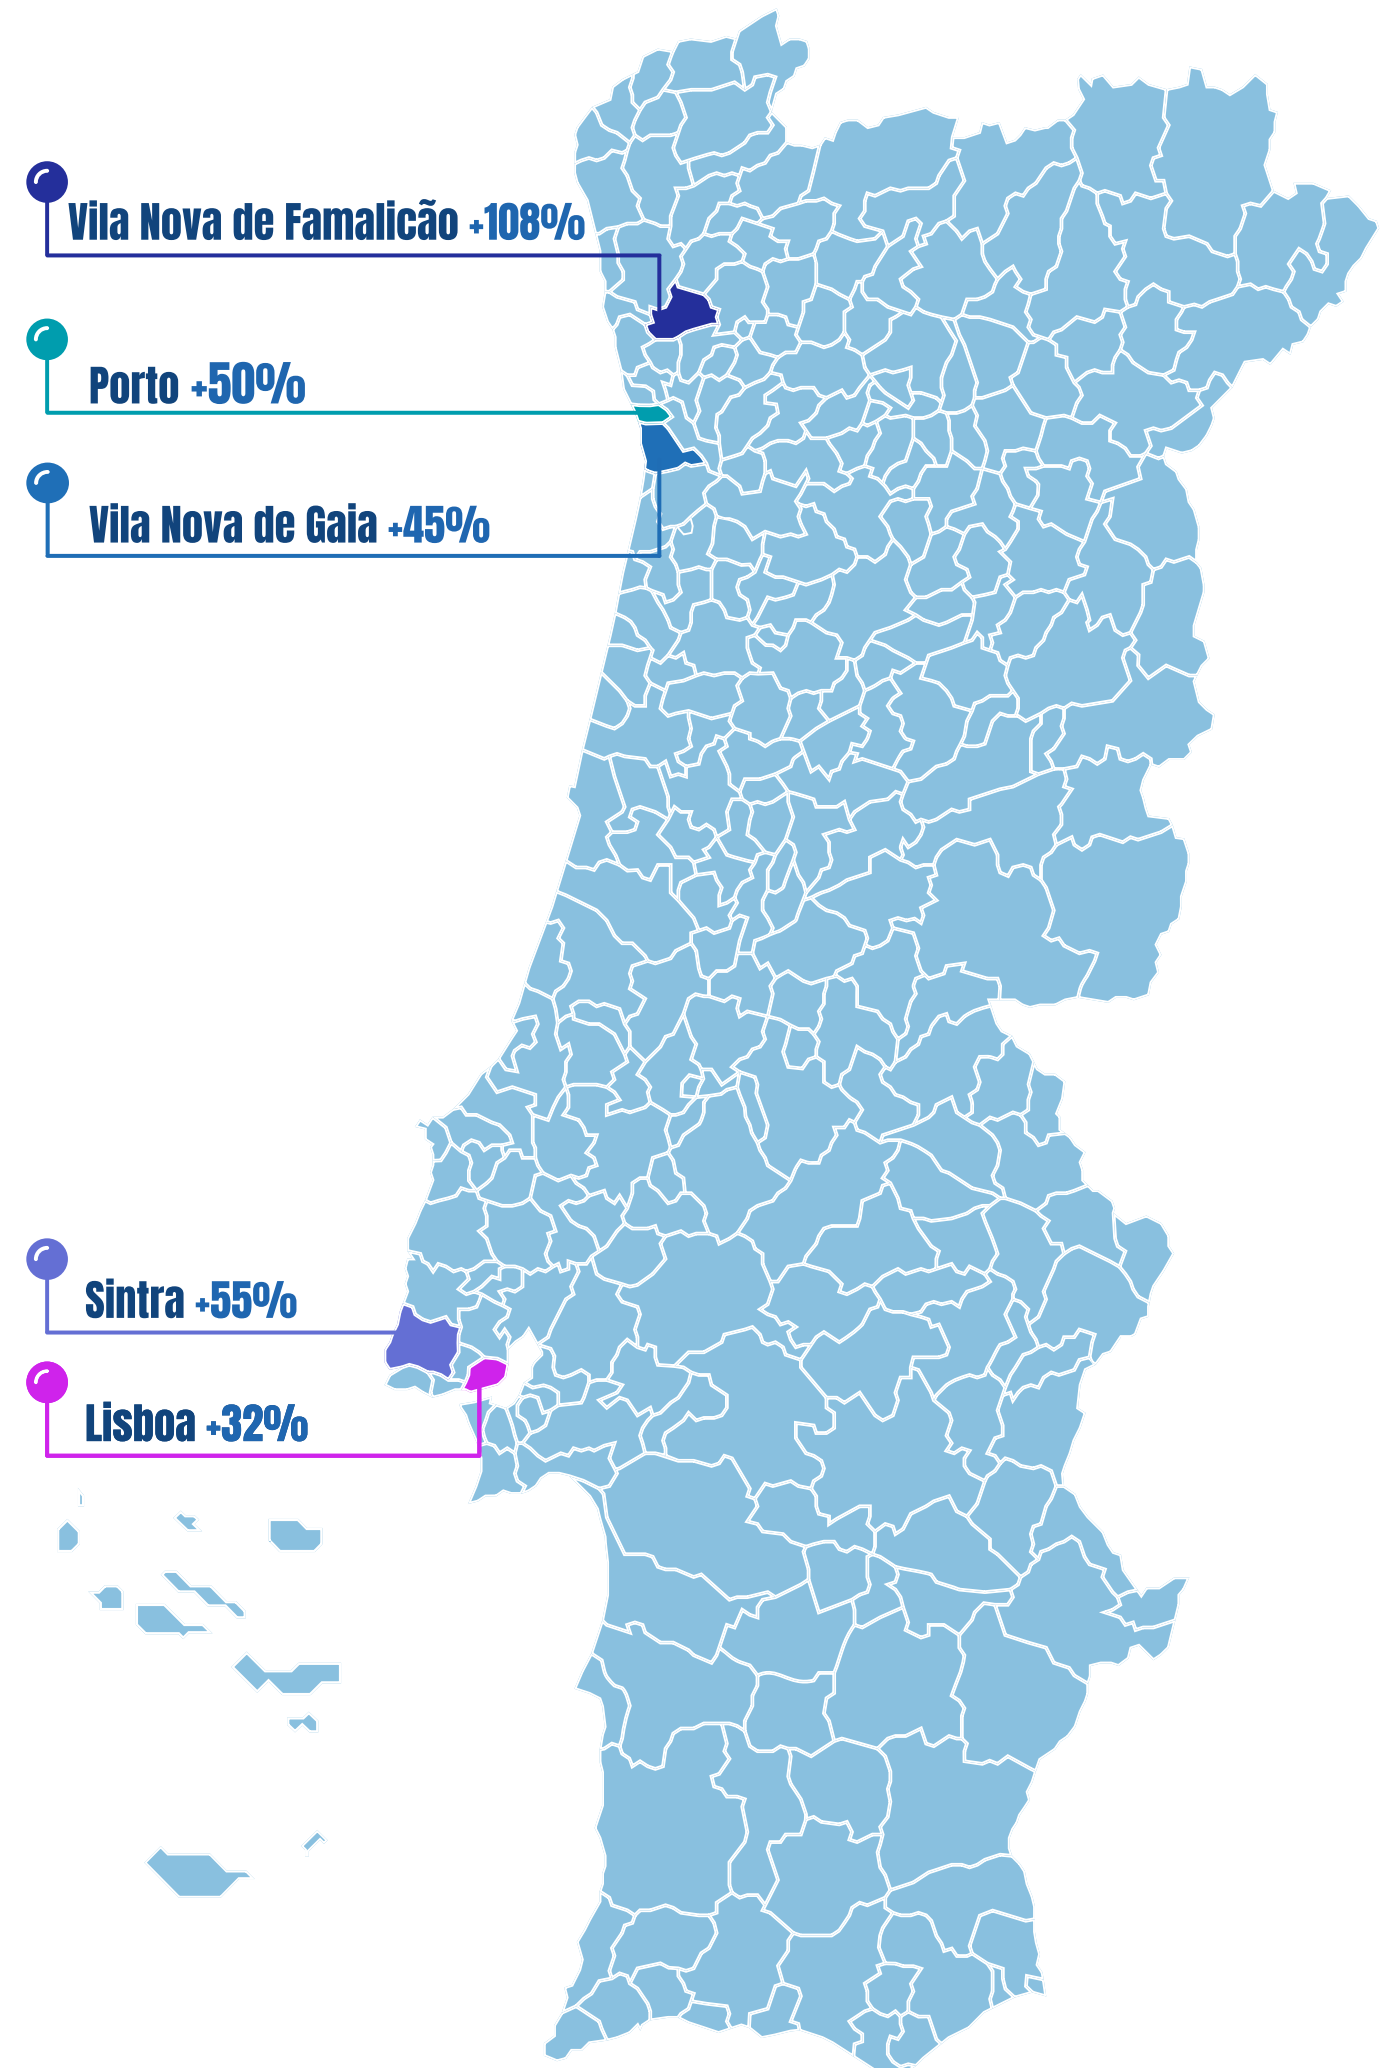 Vila Nova de Famalicão +108%
Porto +50%
Vila Nova de Gaia +45%
Sintra +55%
Lisboa +32%